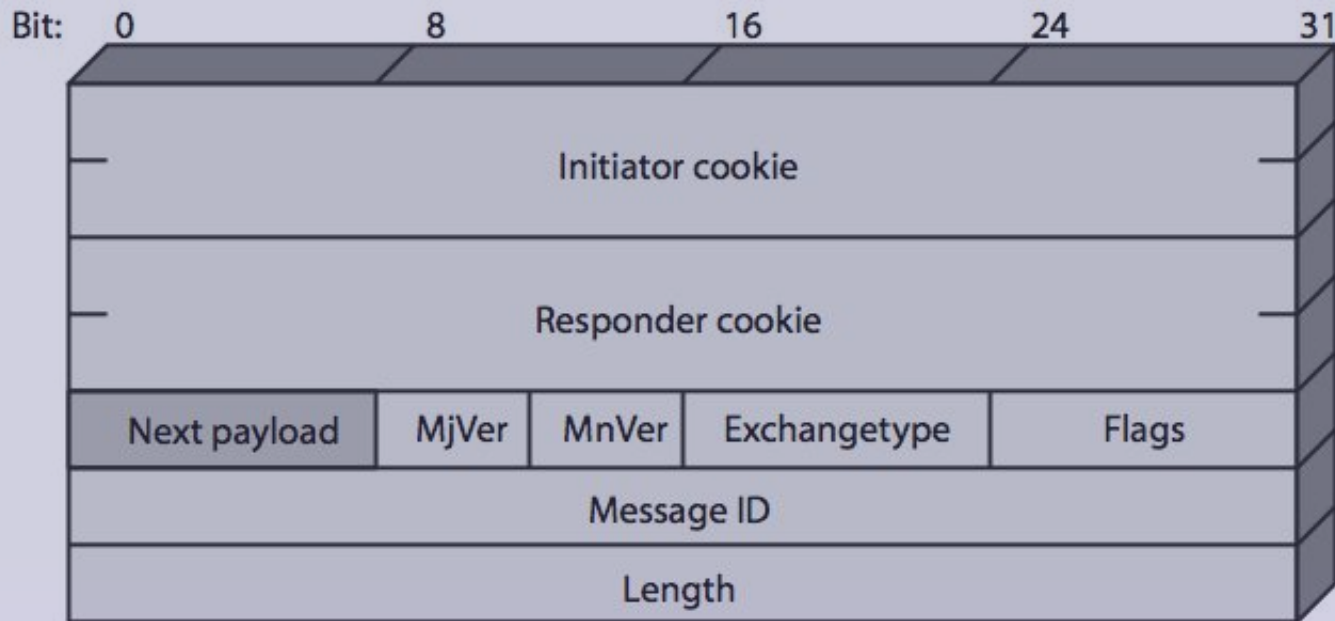 Bit: 0 8 16 24 31
Initiator cookie
Responder cookie
Next payload MjVer MnVer Exchangetype Flags
Message ID
Length